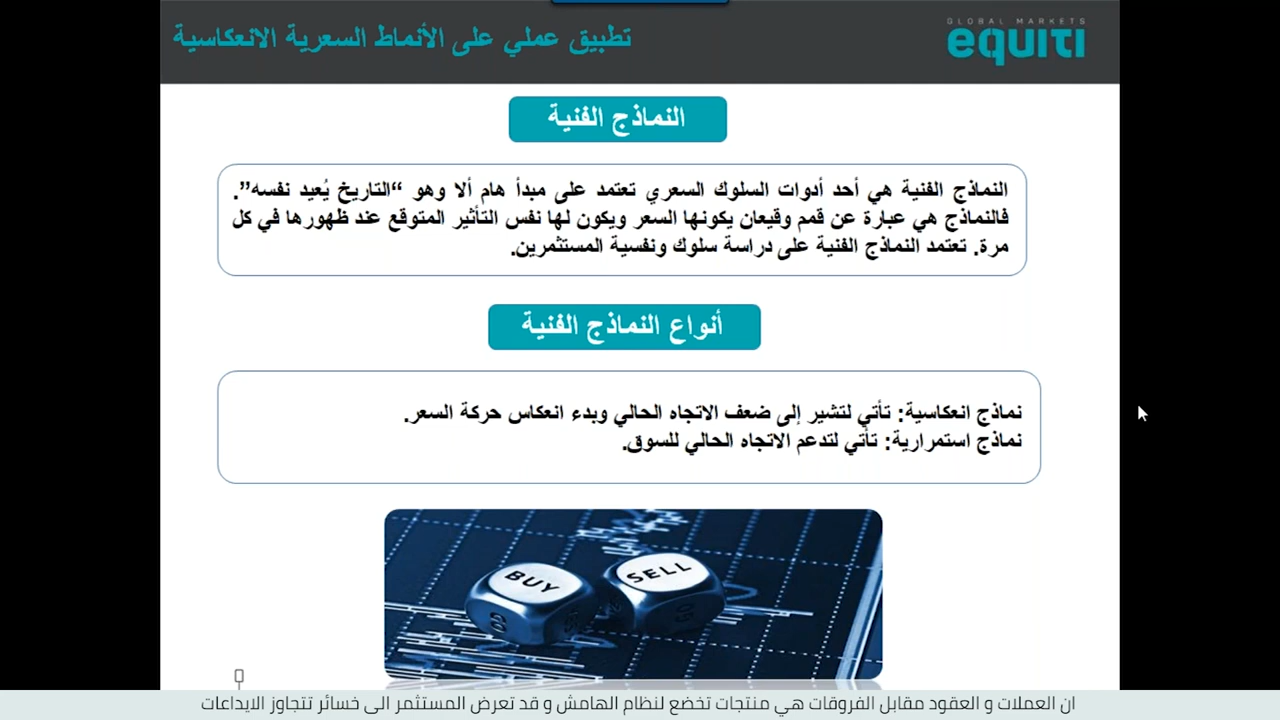 GLOBAL MARKETS
equiti
تطبيق عملي على الأنماط السعرية الانعكاسية
النماذج الفنية
النماذج الفنية هي أحد أدوات السلوك السعري تعتمد على مبدأ هام ألا وهو “التاريخ يُعيد نفسه”.
فالنماذج هي عبارة عن قمم وقيعان يكونها السعر ويكون لها نفس التأثير المتوقع عند ظهورها في كل
مرة. تعتمد النماذج الفنية على دراسة سلوك ونفسية المستثمرين.
أنواع النماذج الفنية
نماذج انعكاسية: تأتي لتشير إلى ضعف الاتجاه الحالي وبدء انعكاس حركة السعر.
نماذج استمرارية: تأتي لتدعم الاتجاه الحالي للسوق.
BUY
SELL
ان العملات و العقود مقابل الفروقات هي منتجات تخضع لنظام الهامش و قد تعرض المستثمر الى خسائر تتجاوز الايداعات